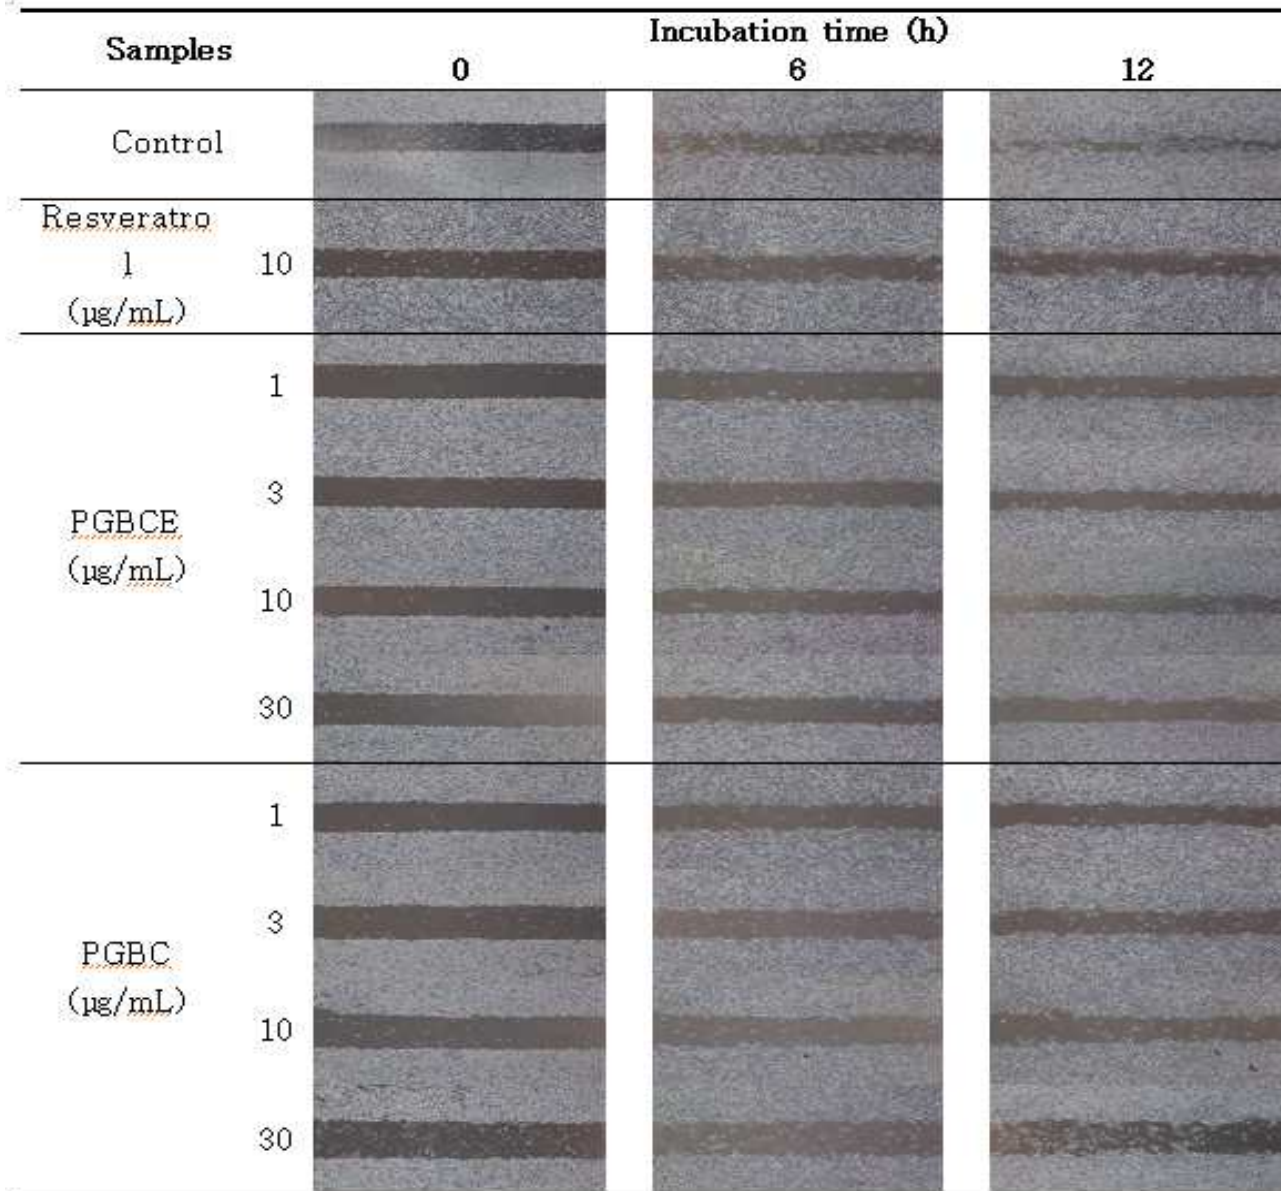 Samples
Incubation time (h)
0 6 12
Control
Resveratro
l
(μg/mL)
10
1
3
PGBCE
(μg/mL)
10
30
1
3
PGBC
(μg/mL)
10
30